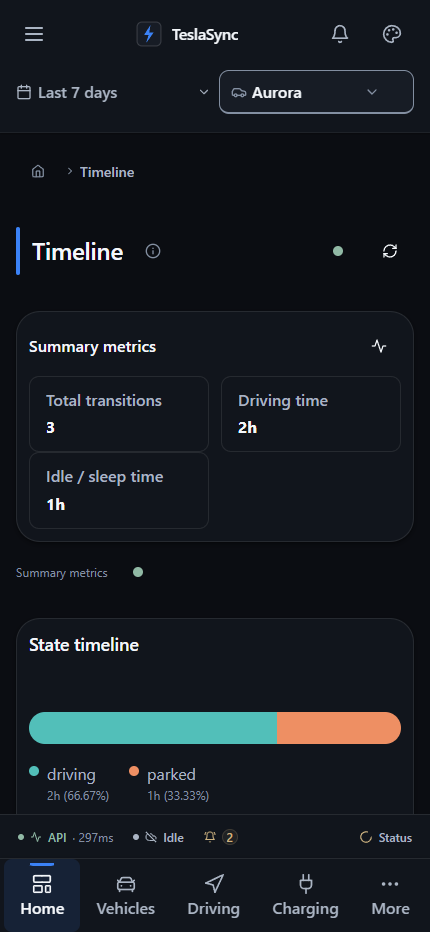 TeslaSync
Last 7 days
Aurora
Timeline
Timeline
Summary metrics
Total transitions
3
Driving time
2h
Idle / sleep time
1h
Summary metrics
State timeline
driving
2h (66.67%)
parked
1h (33.33%)
API · 297ms
Idle
2
Status
Home
Vehicles
Driving
Charging
More